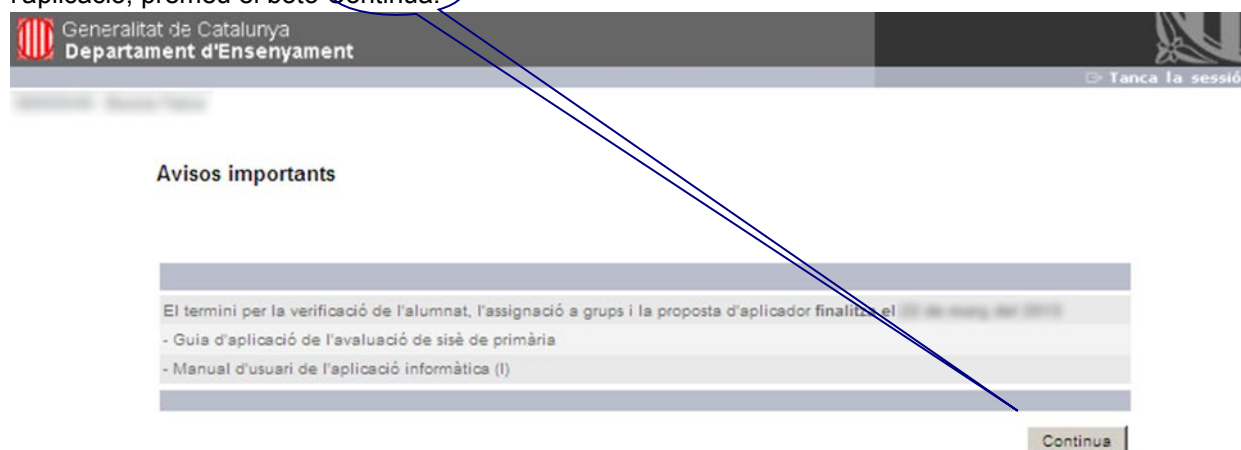 l'aplicació, premeu el botó Continua.
Generalitat de Catalunya
Departament d'Ensenyament
Tanca la sessió
Avisos importants
El termini per la verificació de l'alumnat, l'assignació a grups i la proposta d'aplicador finalitza el
- Guia d'aplicació de l'avaluació de sisè de primària
- Manual d'usuari de l'aplicació informàtica (I)
Continua